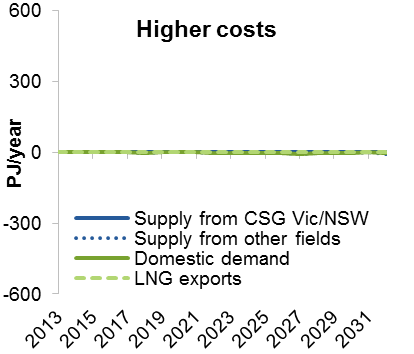 Higher costs
PJ/year
600
300
0
-300
-600
Supply from CSG Vic/NSW
Supply from other fields
Domestic demand
LNG exports
2013
2015
2017
2019
2021
2023
2025
2027
2029
2031